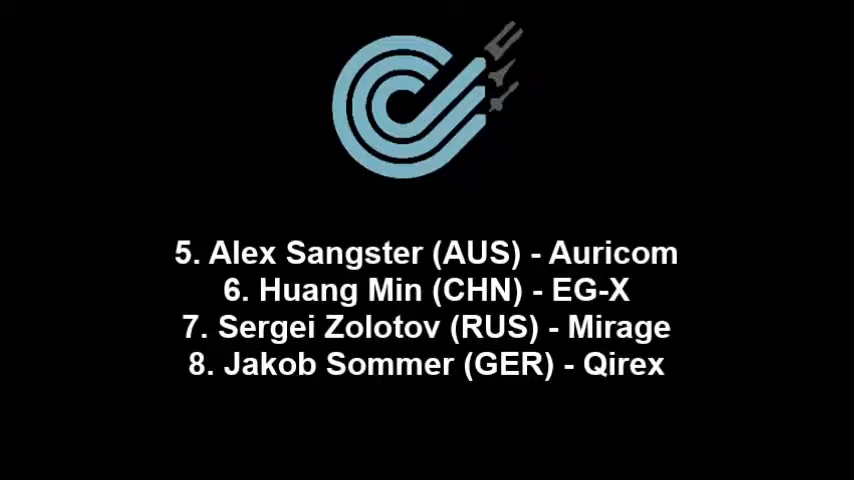 5. Alex Sangster (AUS) - Auricom
6. Huang Min (CHN) - EG-X
7. Sergei Zolotov (RUS) - Mirage
8. Jakob Sommer (GER) - Qirex